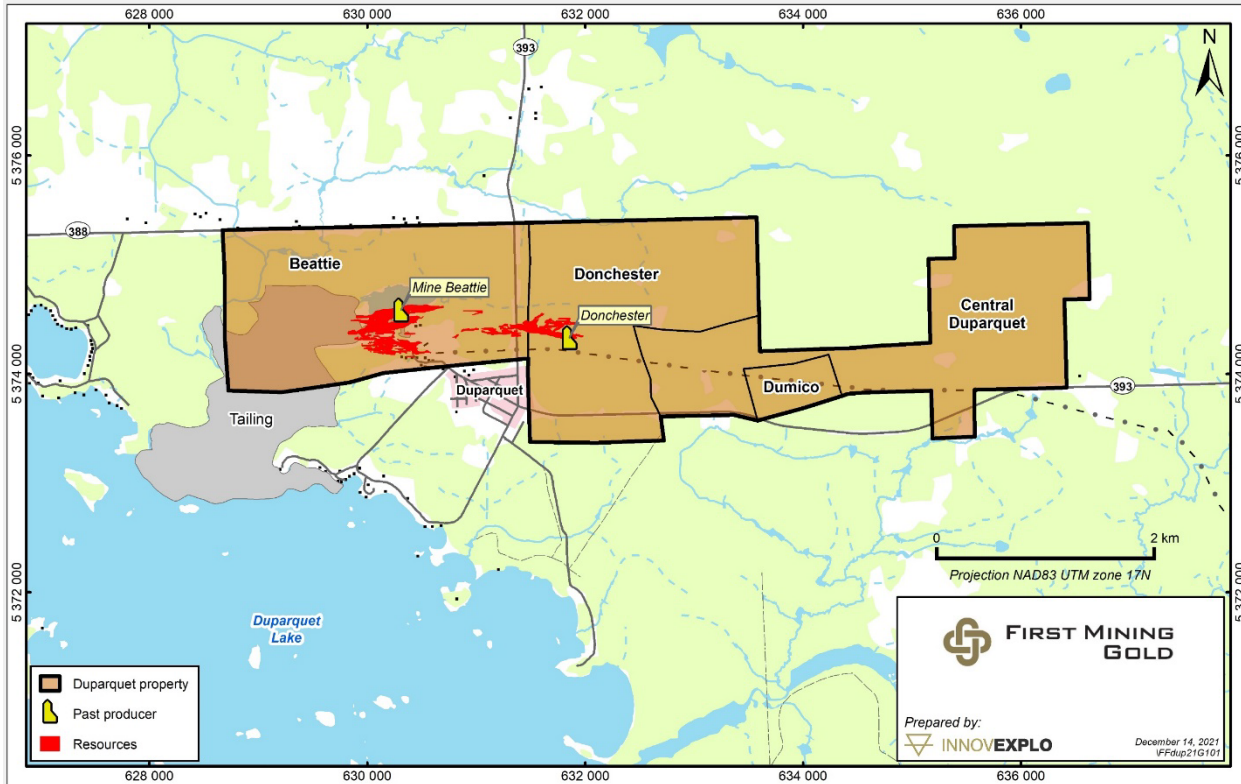 628 000
630 000
632 000
634 000
636 000
N
393
5 376 000
5 376 000
388
Beattie
Donchester
Mine Beattie
Donchester
Central
Duparquet
5 374 000
5 374 000
Duparquet
Dumico
393
Tailing
0
2 km
Projection NAD83 UTM zone 17N
5 372 000
5 372 000
Duparquet
Lake
FIRST MINING
GOLD
Duparquet property
Past producer
Resources
Prepared by:
INNOVEXPLO
December 14, 2021
\FFdup21G101
628 000
630 000
632 000
634 000
636 000